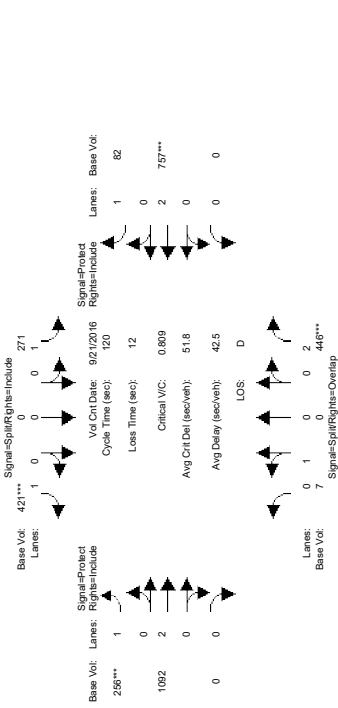 Signal=Split/Rights=Include
Base Vol: 421*** 0 271
Lanes: 1 0 0 0 1
Signal=Protect Signal=Protect
Base Vol: Lanes: Rights=Include Vol Cnt Date: 9/21/2016 Rights=Include Lanes: Base Vol:
256*** 1 Cycle Time (sec): 120 1 82
0 Loss Time (sec): 12 0
1092 2 Critical V/C: 0.809 2 757***
0 Avg Crit Del (sec/veh): 51.8 0
0 0 Avg Delay (sec/veh): 42.5 0 0
LOS: D
Lanes: 0 1 0 0 2
Base Vol: 7 0 446***
Signal=Split/Rights=Overlap